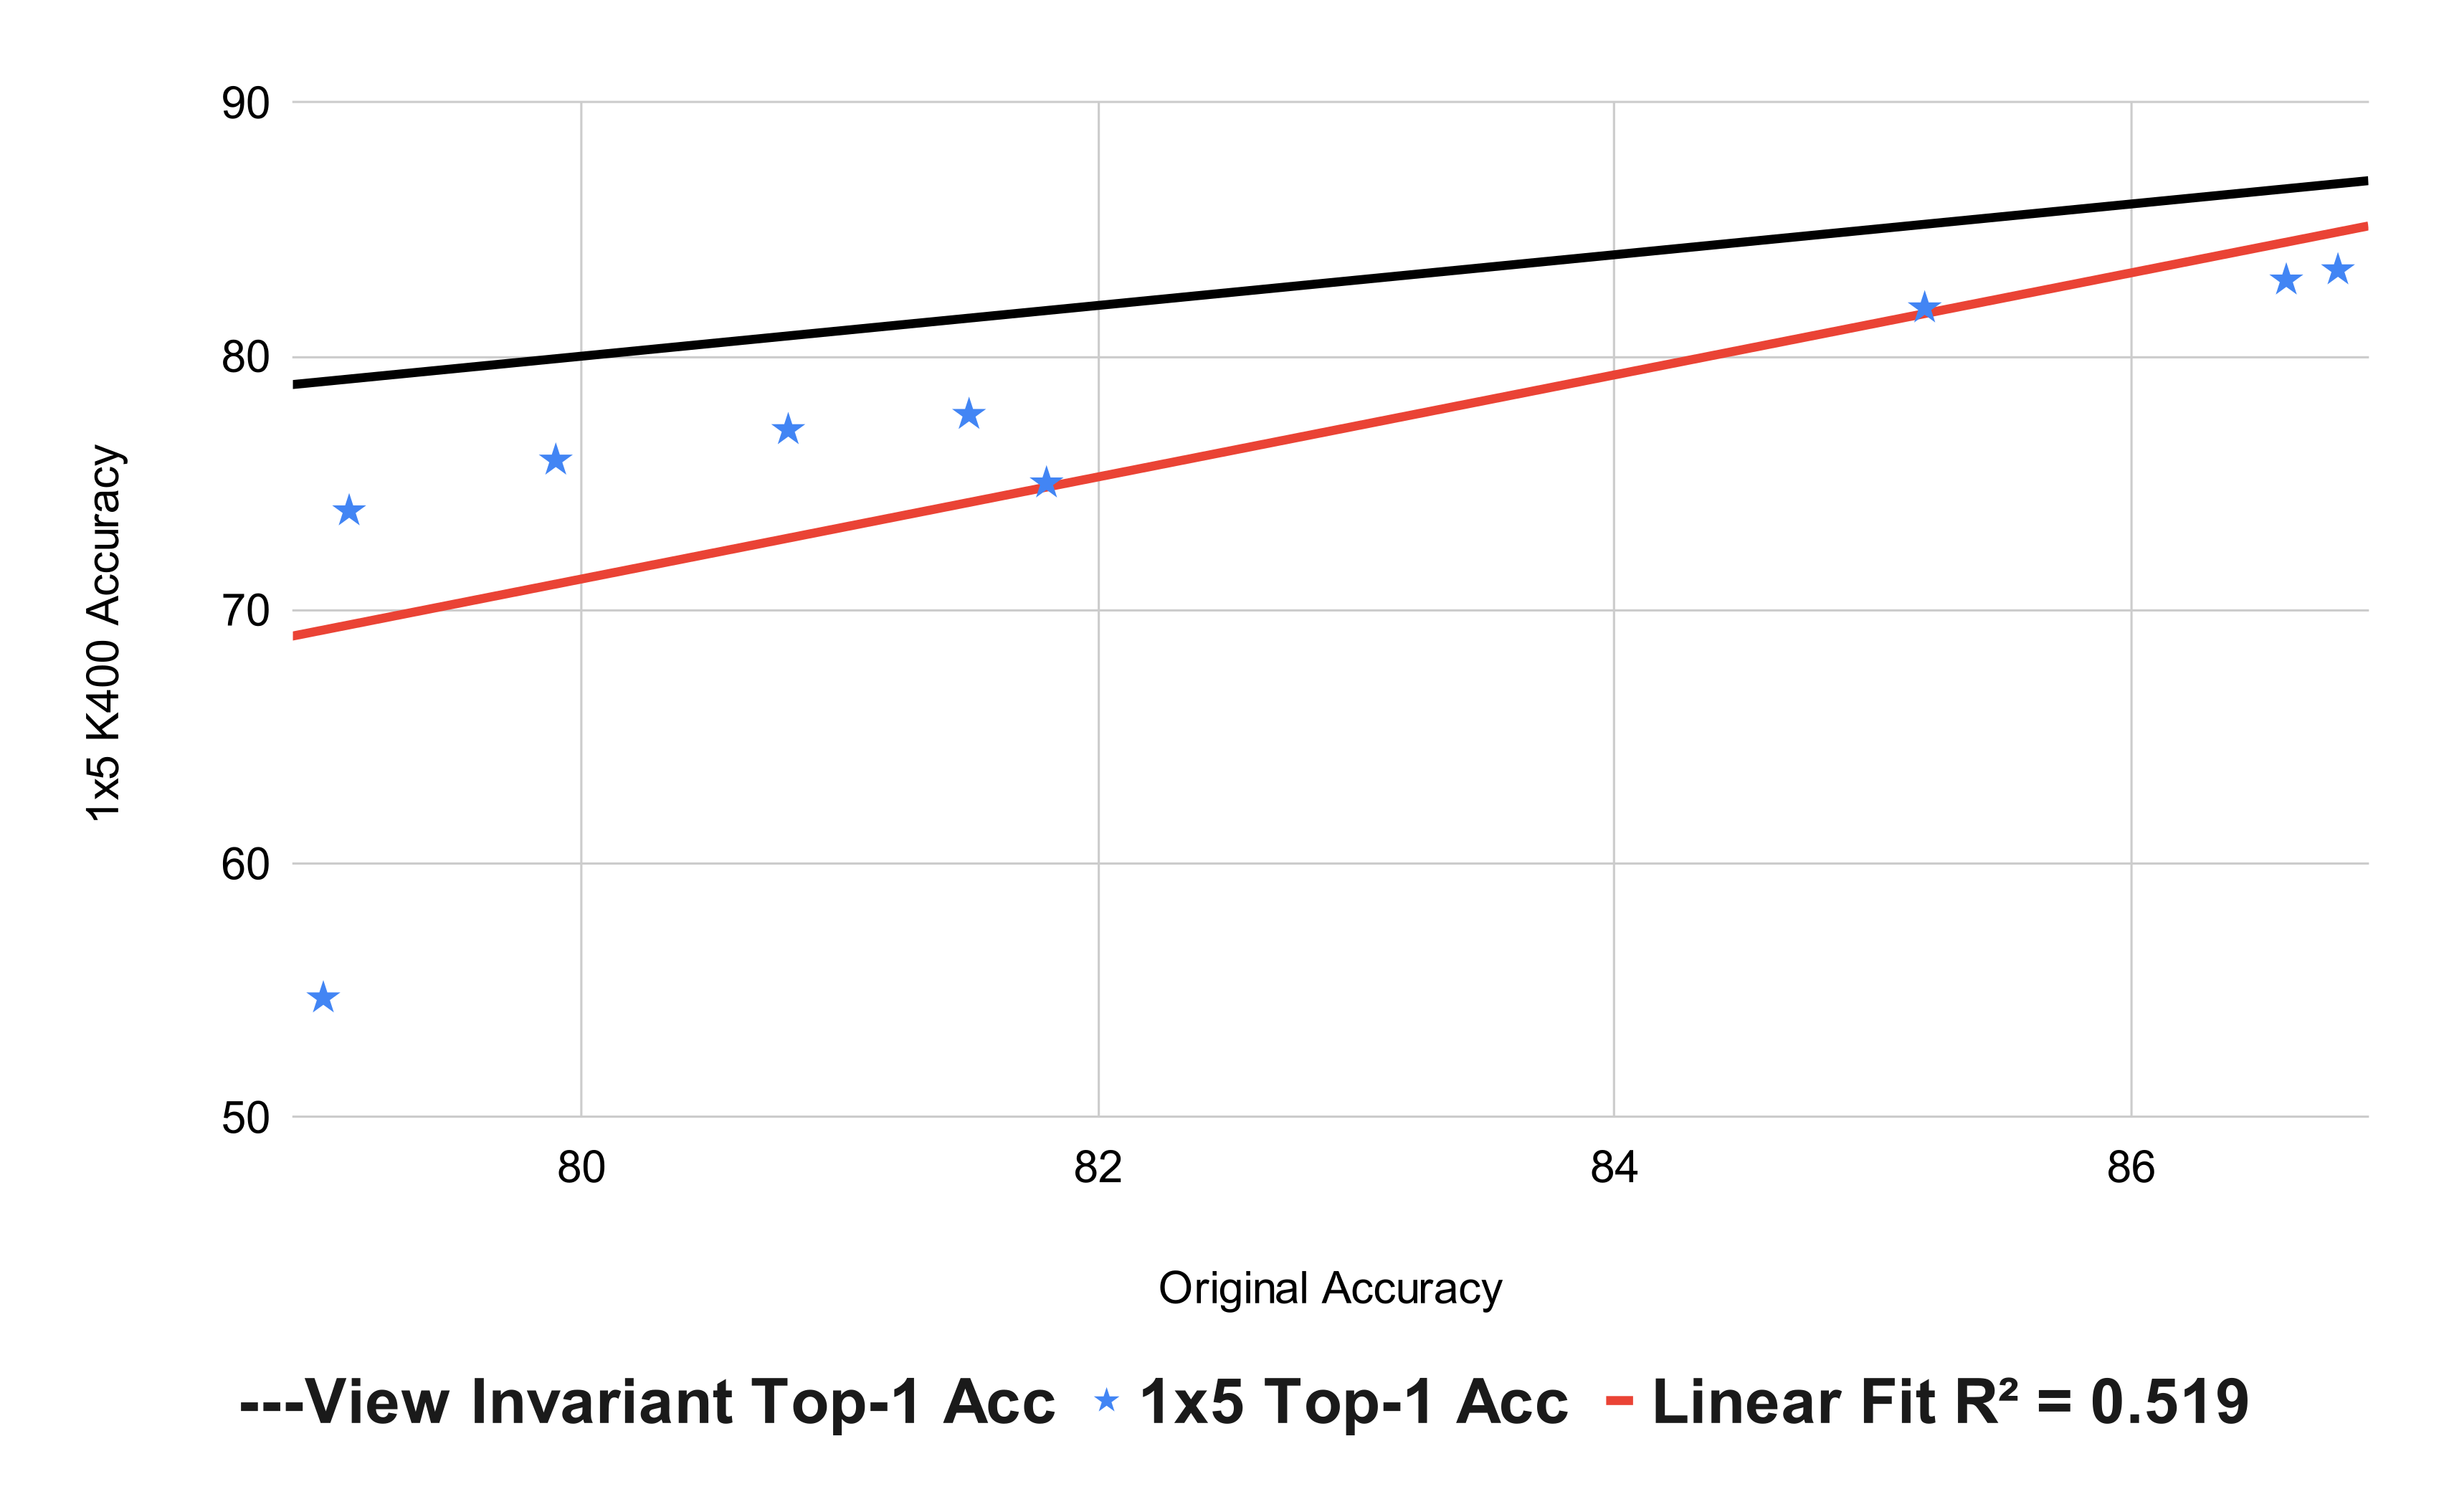 90
80
70
60
50
1x5 K400 Accuracy
80 82 84 86
Original Accuracy
---View Invariant Top-1 Acc 1x5 Top-1 Acc Linear Fit R² = 0.519